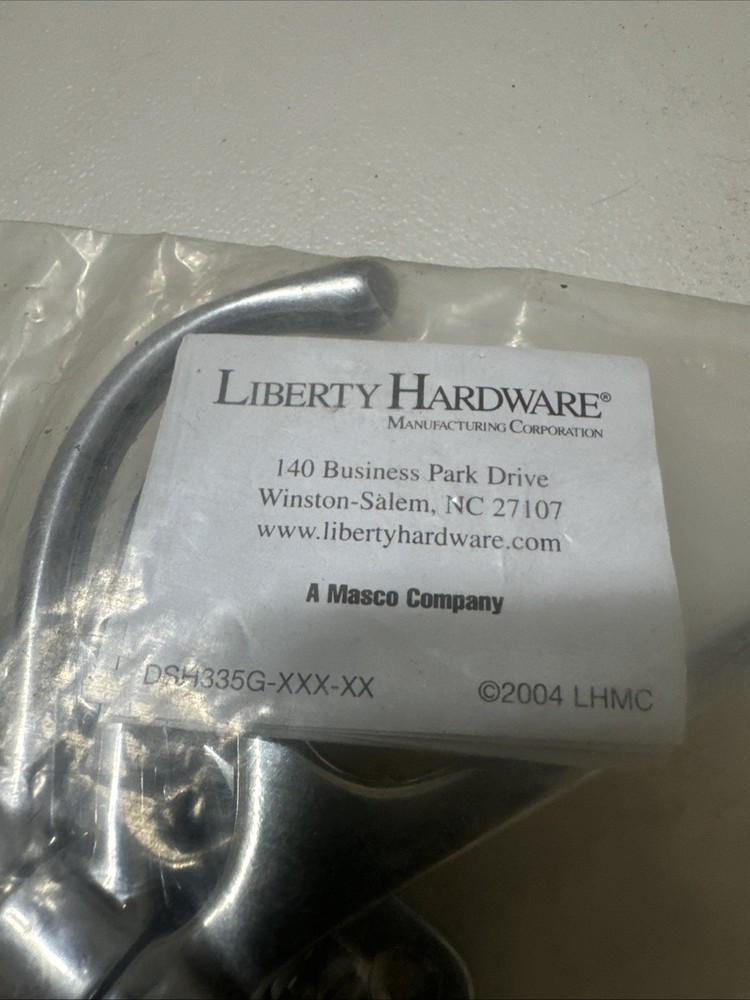 LIBERTY HARDWARE®
MANUFACTURING CORPORATION
140 Business Park Drive
Winston-Salem, NC 27107
www.libertyhardware.com
A Masco Company
DSH335G-XXX-XX ©2004 LHMC